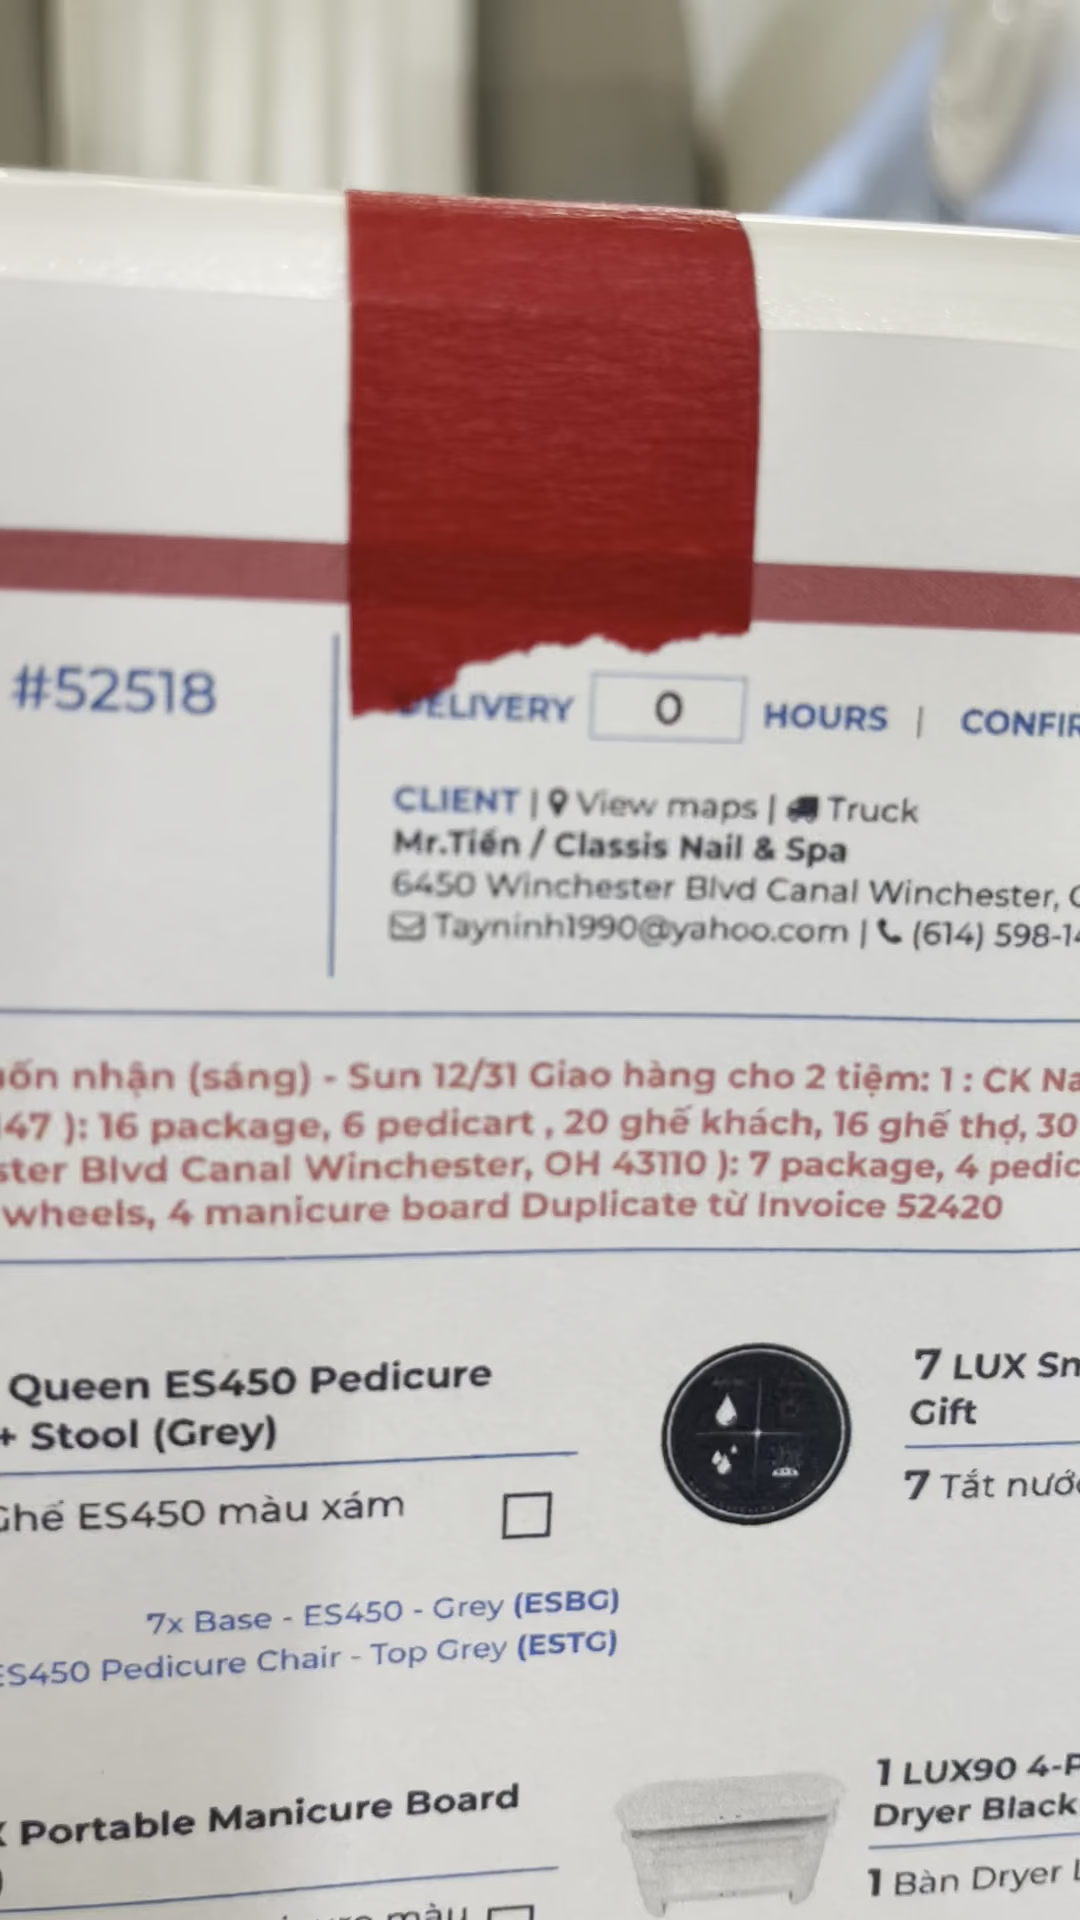 #52518
DELIVERY 0 HOURS | CONFIR
CLIENT | View maps | Truck
Mr.Tiến / Classis Nail & Spa
6450 Winchester Blvd Canal Winchester,
Tayninh1990@yahoo.com | (614) 598-14
uốn nhận (sáng) - Sun 12/31 Giao hàng cho 2 tiệm: 1 : CK Na
47 ): 16 package, 6 pedicart , 20 ghế khách, 16 ghế thợ, 30
ster Blvd Canal Winchester, OH 43110 ): 7 package, 4 pedic
wheels, 4 manicure board Duplicate từ Invoice 52420
Queen ES450 Pedicure
+ Stool (Grey)
Ghế ES450 màu xám
7x Base - ES450 - Grey (ESBG)
ES450 Pedicure Chair - Top Grey (ESTG)
7 LUX Sm
Gift
7 Tắt nước
X Portable Manicure Board
)
màu
1 LUX90 4-P
Dryer Black
1 Bàn Dryer L